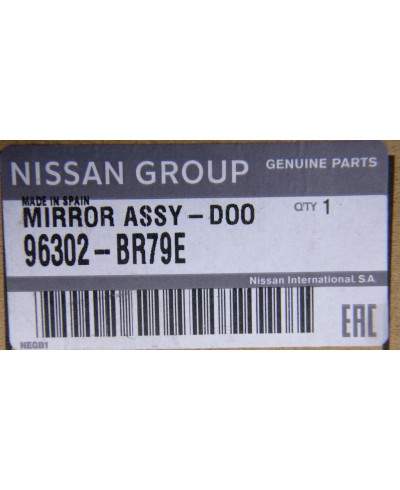 NISSAN GROUP GENUINE PARTS
MADE IN SPAIN
MIRROR ASSY-DOO QTY 1
96302-BR79E
Nissan International. S.A.
EAC
NEGB1